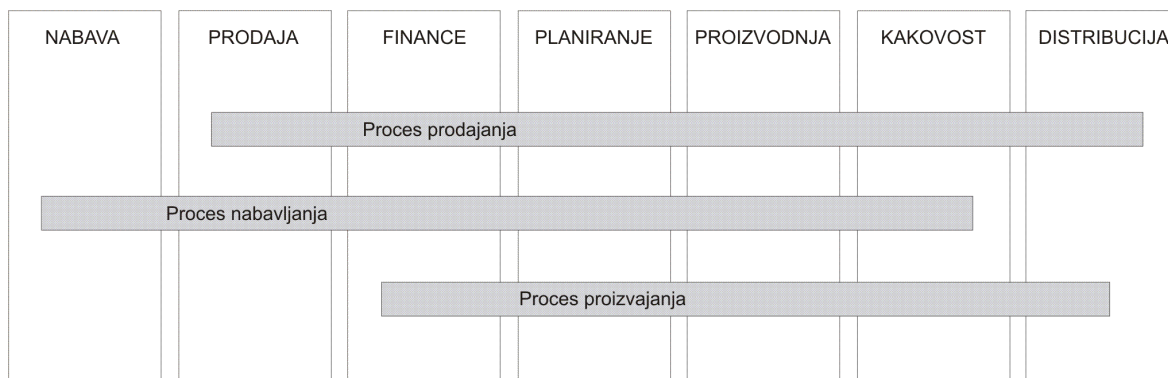 NABAVA PRODAJA FINANCE PLANIRANJE PROIZVODNJA KAKOVOST DISTRIBUCIJA
Proces prodajanja
Proces nabavljanja
Proces proizvajanja